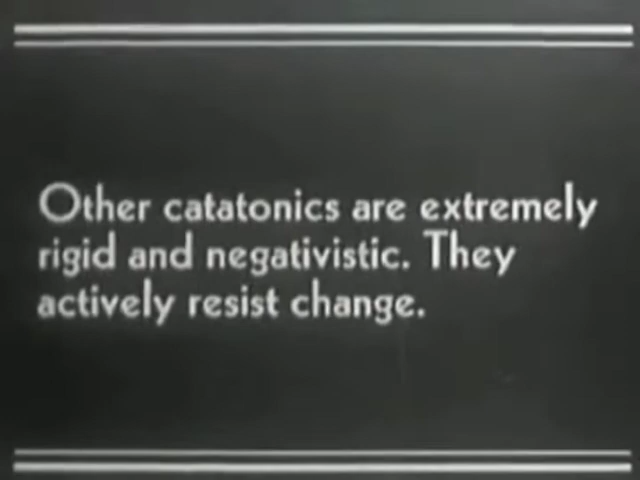 Other catatonics are extremely
rigid and negativistic. They
actively resist change.